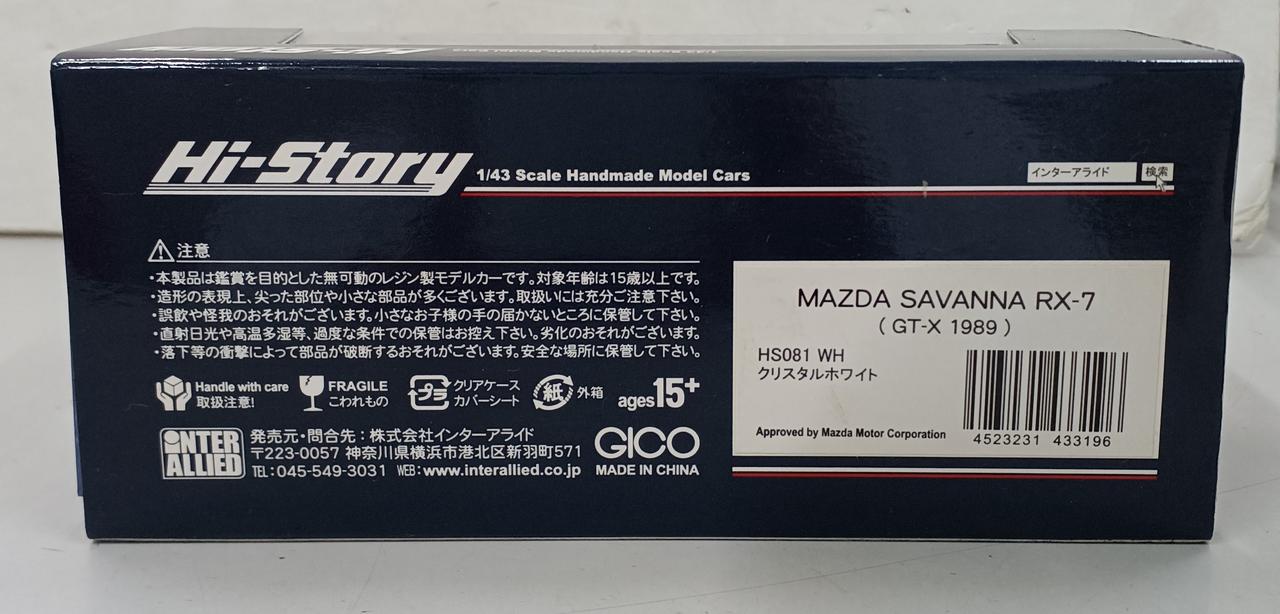 Hi-Story
1/43 Scale Handmade Model Cars
Hi-Story 1/43 Scale Handmade Model Cars
インターアライド 検索
注意
・本製品は鑑賞を目的とした無可動のレジン製モデルカーです。対象年齢は15歳以上です。
・造形の表現上、尖った部位や小さな部品が多くございます。取扱いには充分ご注意下さい。
・誤飲や怪我のおそれがございます。小さなお子様の手の届かないところに保管して下さい。
・直射日光や高温多湿等、過度な条件での保管はお控え下さい。劣化のおそれがございます。
・落下等の衝撃によって部品が破断するおそれがございます。安全な場所に保管して下さい。
Handle with care
取扱注意!
FRAGILE
こわれもの
プラ
クリアケース
カバーシート
紙 外箱
ages15+
INTER
ALLIED
発売元・問合先：株式会社インターアライド
〒223-0057 神奈川県横浜市港北区新羽町571
TEL：045-549-3031 WEB：www.interallied.co.jp
GICO
MADE IN CHINA
MAZDA SAVANNA RX-7
( GT-X 1989 )
HS081 WH
クリスタルホワイト
Approved by Mazda Motor Corporation
4523231 433196